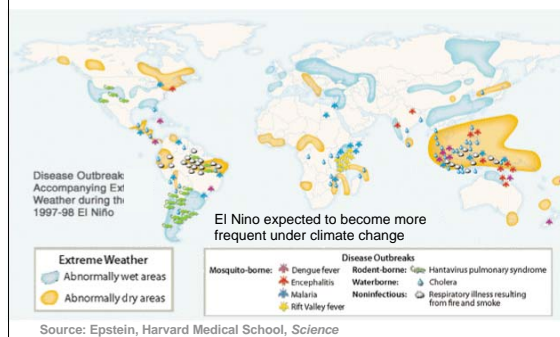 Disease Outbreak
Accompanying Ext
Weather during th
1997-98 El Niño
El Nino expected to become more
frequent under climate change
Extreme Weather
Abnormally wet areas
Abnormally dry areas
Disease Outbreaks
Mosquito-borne: Dengue fever Rodent-borne: Hantavirus pulmonary syndrome
Encephalitis Waterborne: Cholera
Malaria Noninfectious: Respiratory illness resulting
Rift Valley fever from fire and smoke
Source: Epstein, Harvard Medical School, Science